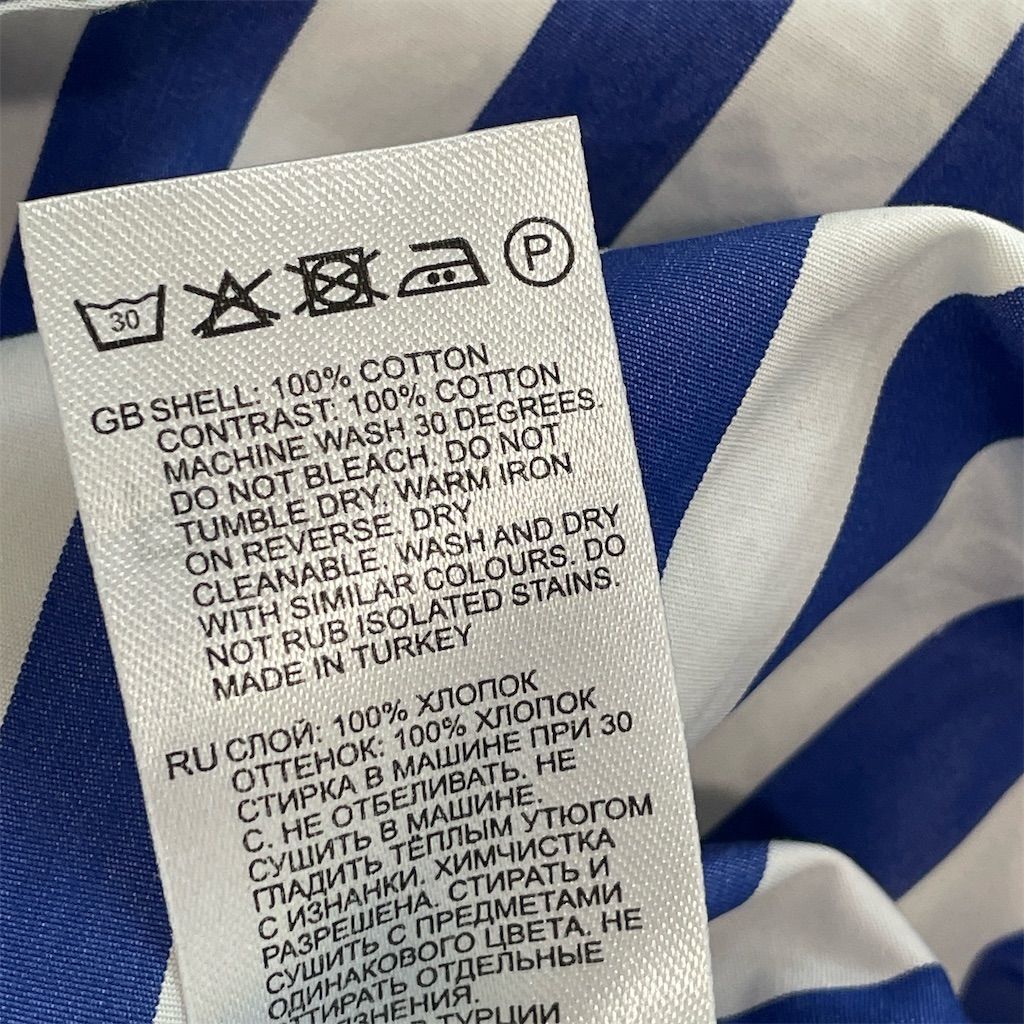 30 P
GB SHELL: 100% COTTON
CONTRAST: 100% COTTON
MACHINE WASH 30 DEGREES.
DO NOT BLEACH. DO NOT
TUMBLE DRY. WARM IRON
ON REVERSE. DRY
CLEANABLE. WASH AND DRY
WITH SIMILAR COLOURS. DO
NOT RUB ISOLATED STAINS.
MADE IN TURKEY
RU СЛОЙ: 100% ХЛОПОК
ОТТЕНОК: 100% ХЛОПОК
СТИРКА В МАШИНЕ ПРИ 30
С. НЕ ОТБЕЛИВАТЬ. НЕ
СУШИТЬ В МАШИНЕ.
ГЛАДИТЬ ТЁПЛЫМ УТЮГОМ
С ИЗНАНКИ. ХИМЧИСТКА
РАЗРЕШЕНА. СТИРАТЬ И
СУШИТЬ С ПРЕДМЕТАМИ
ОДИНАКОВОГО ЦВЕТА. НЕ
ОТТИРАТЬ ОТДЕЛЬНЫЕ
ТУРЦИИ